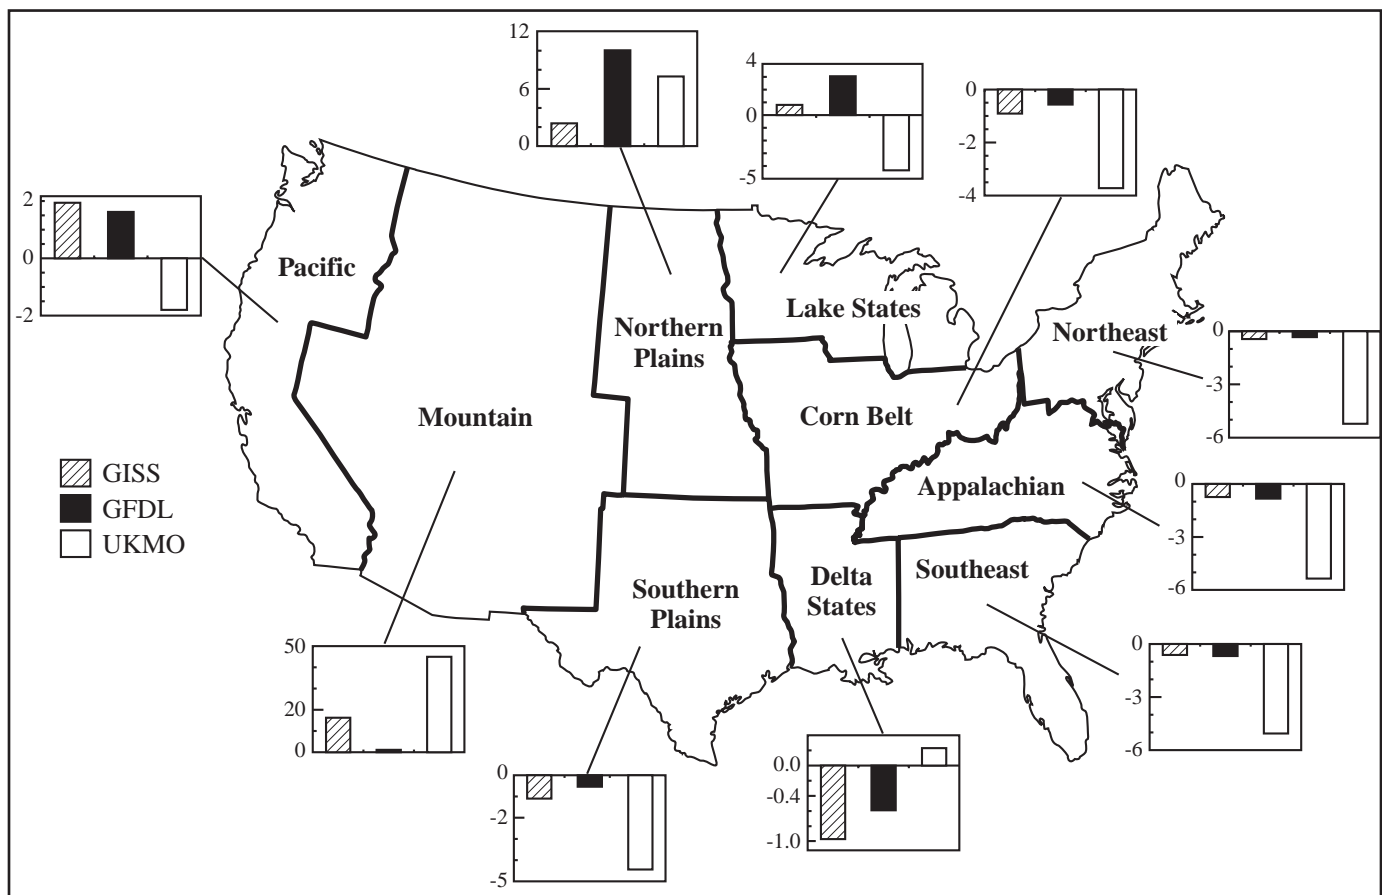 12
6
0
4
0
-5
0
-2
-4
2
0
-2
Pacific
Northern
Plains
Lake States
Northeast
0
-3
-6
Mountain
Corn Belt
GISS
GFDL
UKMO
Appalachian
0
-3
-6
Southern
Plains
Delta
States
Southeast
50
20
0
0
-3
-6
0
-2
-5
0.0
-0.4
-1.0